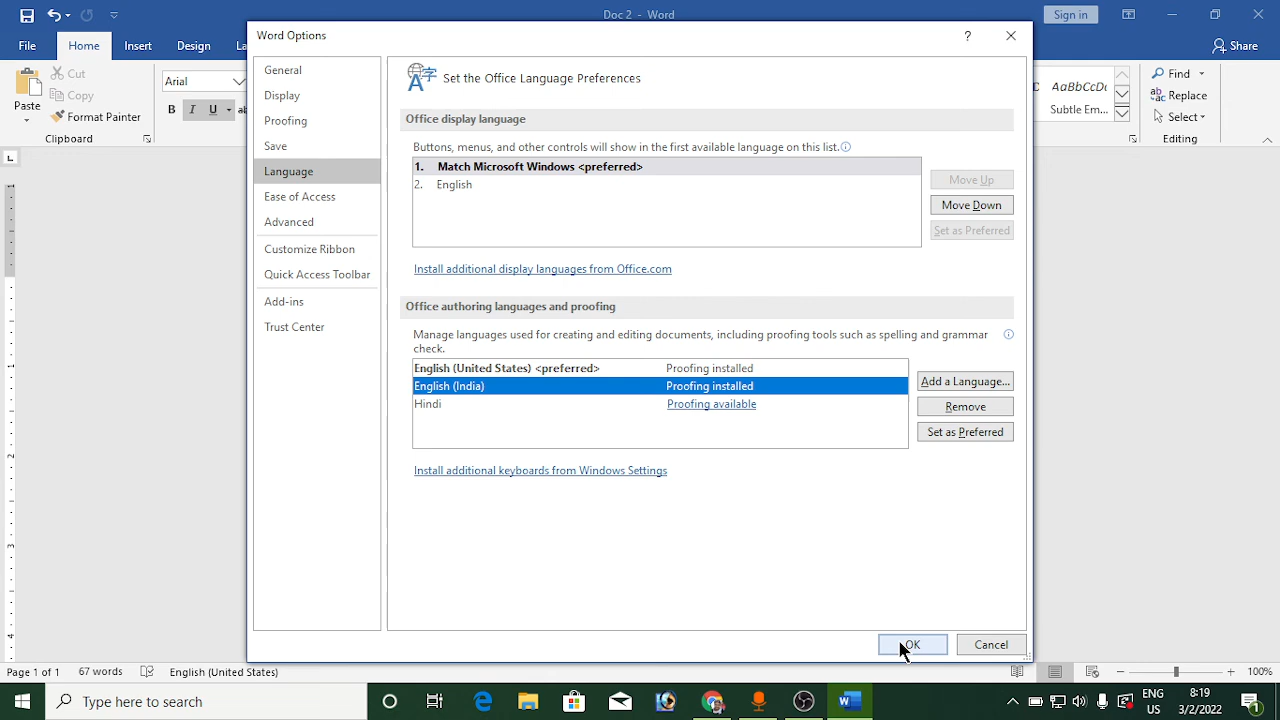 Doc 2 - Word
Sign in
File
Home
Insert
Design
La
Share
Paste
Cut
Copy
Format Painter
Clipboard
Arial
B I U ab
AaBbCcDı
Subtle Em...
Find
Replace
Select
Editing
Word Options
?
General
Display
Proofing
Save
Language
Ease of Access
Advanced
Customize Ribbon
Quick Access Toolbar
Add-ins
Trust Center
Set the Office Language Preferences
Office display language
Buttons, menus, and other controls will show in the first available language on this list.
1. Match Microsoft Windows <preferred>
2. English
Move Up
Move Down
Set as Preferred
Install additional display languages from Office.com
Office authoring languages and proofing
Manage languages used for creating and editing documents, including proofing tools such as spelling and grammar
check.
English (United States) <preferred> Proofing installed
English (India) Proofing installed
Hindi Proofing available
Add a Language...
Remove
Set as Preferred
Install additional keyboards from Windows Settings
OK
Cancel
Page 1 of 1 67 words English (United States)
100%
Type here to search
ENG
US
8:19
3/2/2022
1